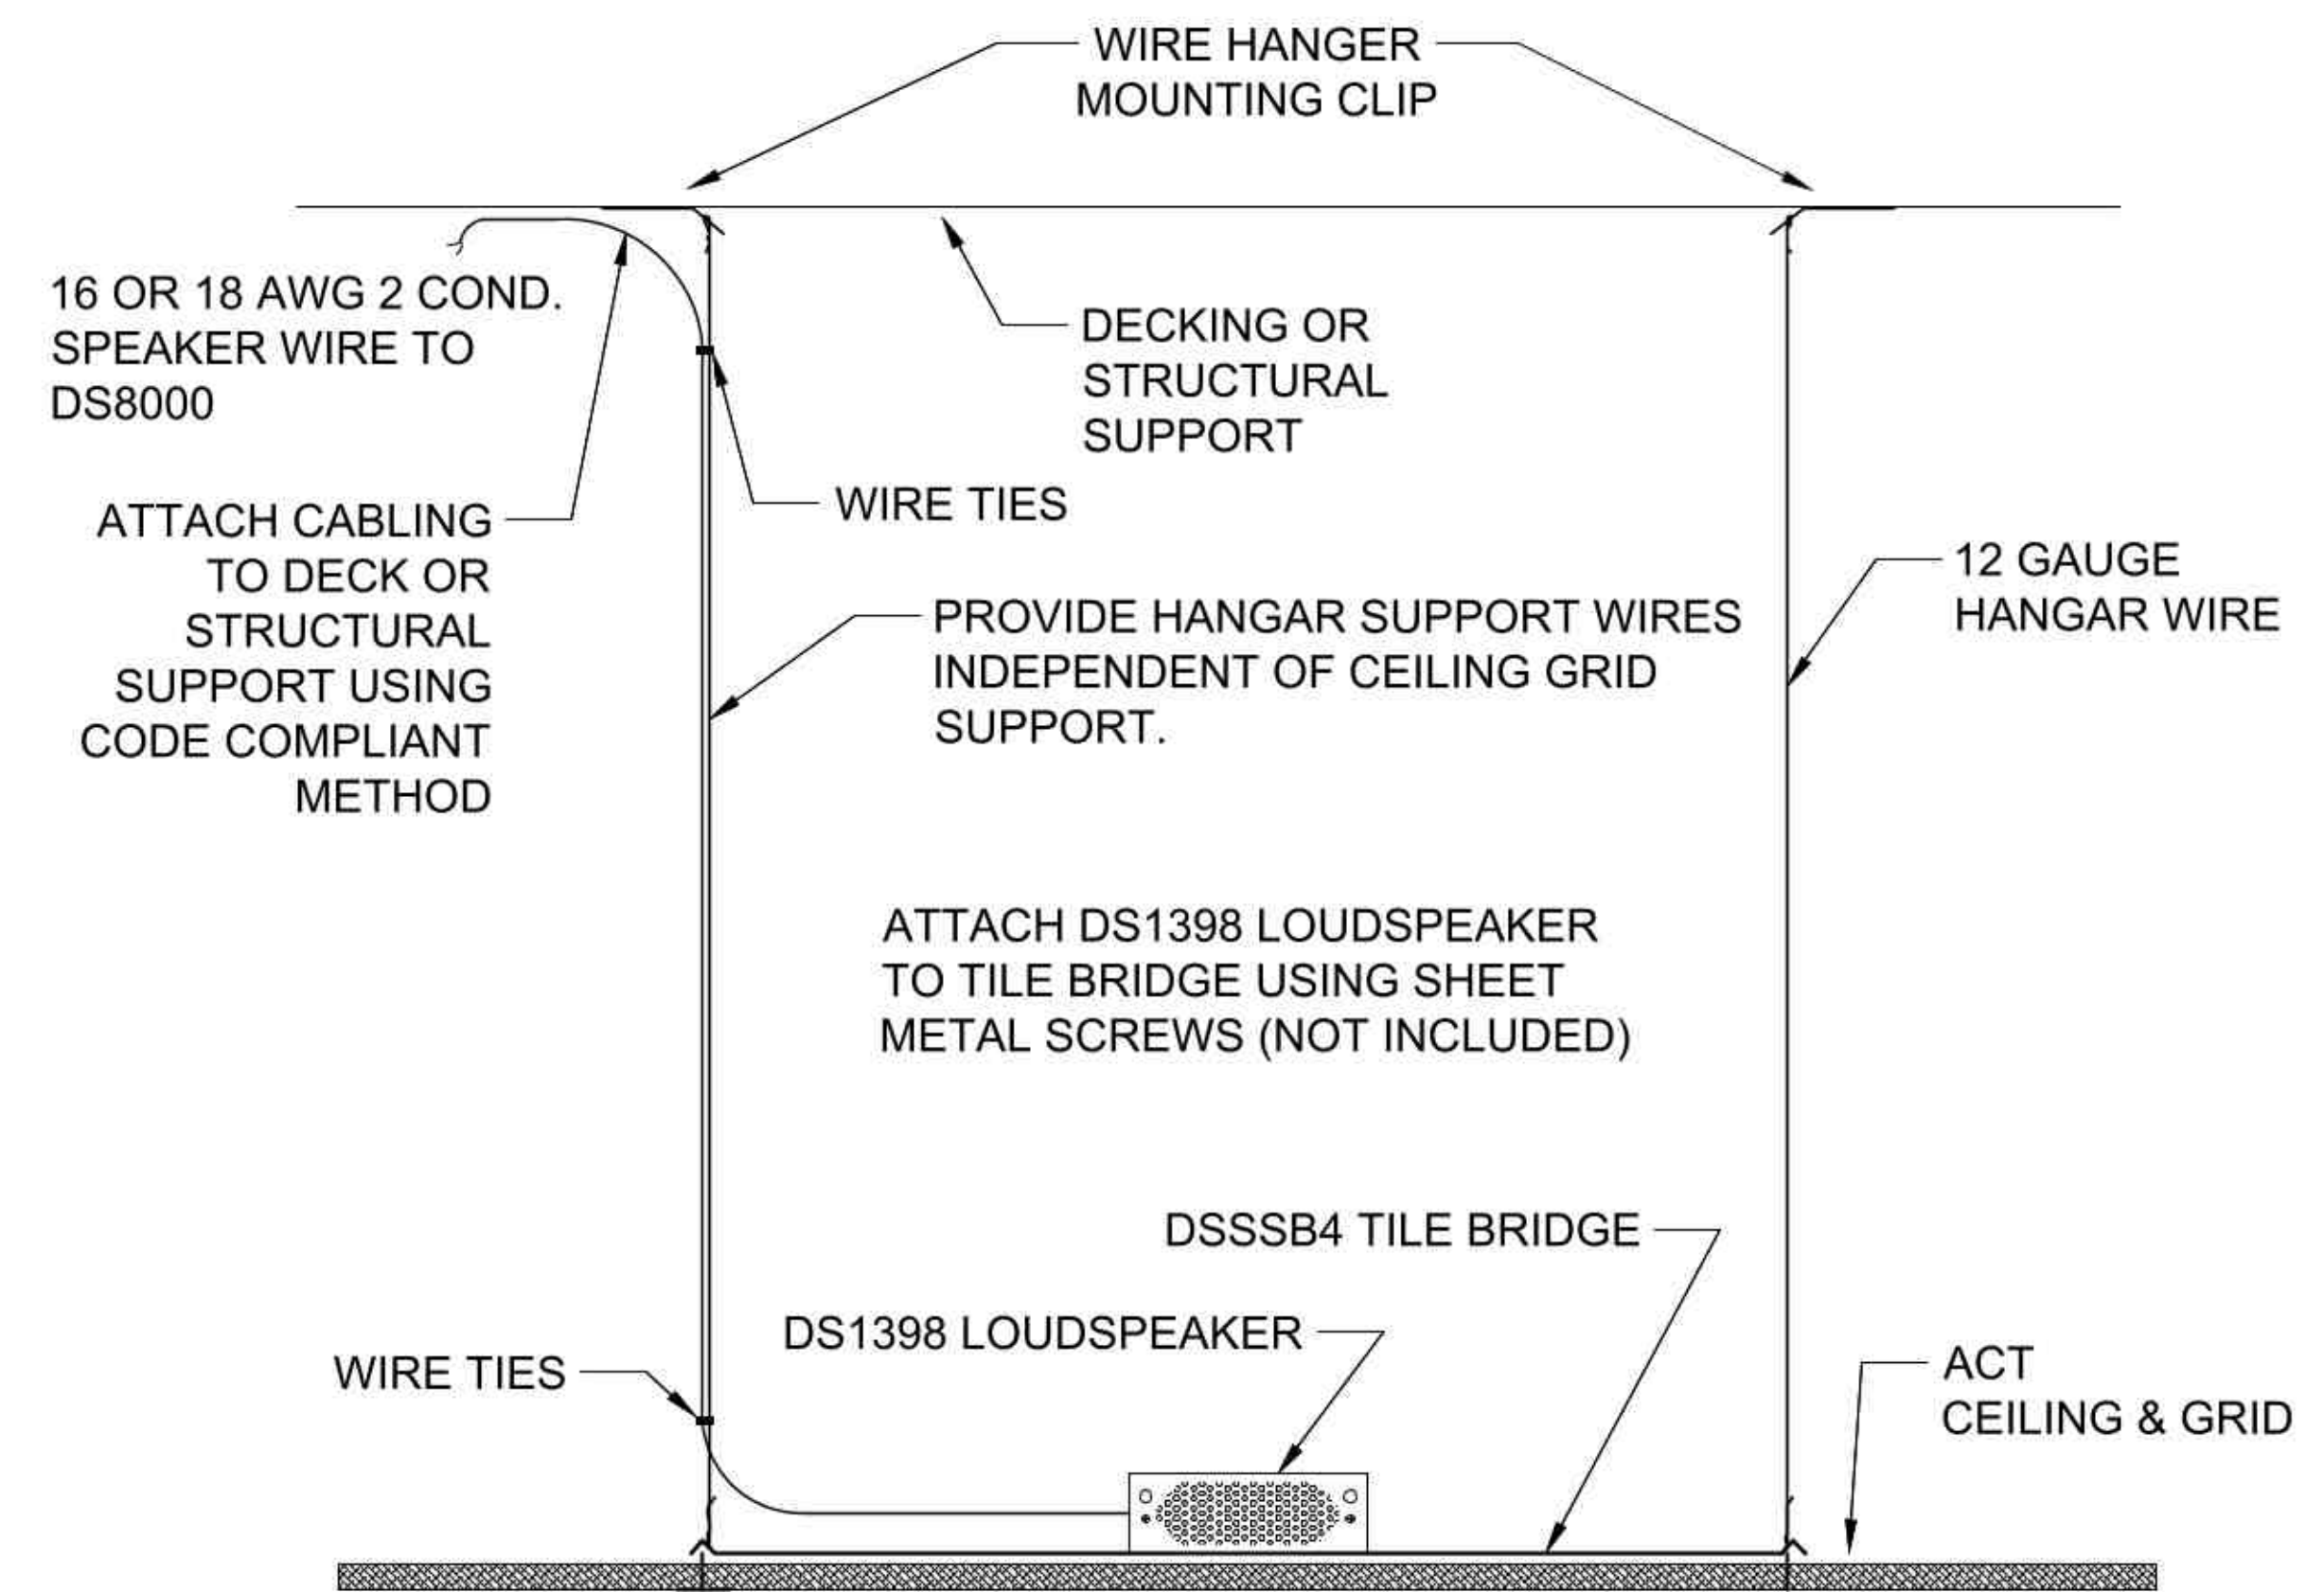 WIRE HANGER
MOUNTING CLIP
16 OR 18 AWG 2 COND.
SPEAKER WIRE TO
DS8000
DECKING OR
STRUCTURAL
SUPPORT
WIRE TIES
ATTACH CABLING
TO DECK OR
STRUCTURAL
SUPPORT USING
CODE COMPLIANT
METHOD
12 GAUGE
HANGAR WIRE
PROVIDE HANGAR SUPPORT WIRES
INDEPENDENT OF CEILING GRID
SUPPORT.
ATTACH DS1398 LOUDSPEAKER
TO TILE BRIDGE USING SHEET
METAL SCREWS (NOT INCLUDED)
DSSSB4 TILE BRIDGE
DS1398 LOUDSPEAKER
WIRE TIES
ACT
CEILING & GRID